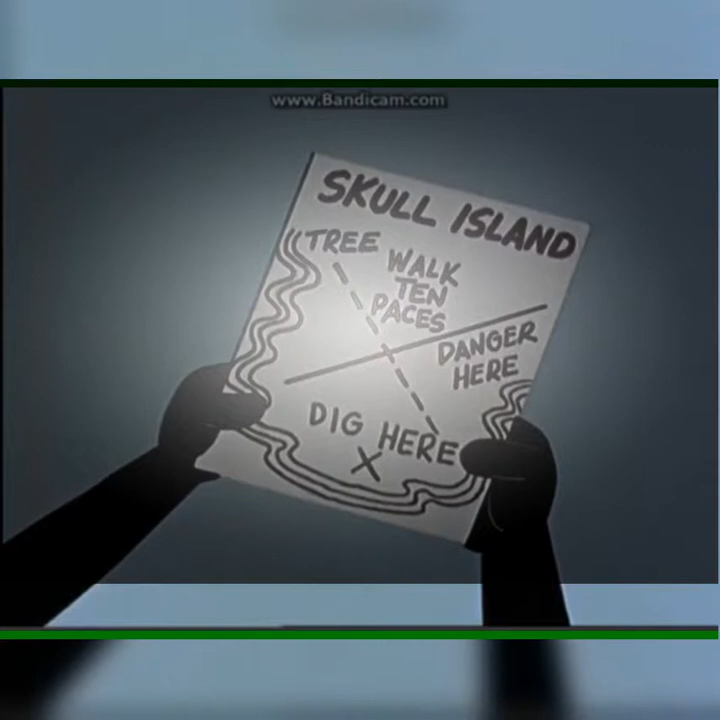 www.Bandicam.com
SKULL ISLAND
TREE
WALK
TEN
PACES
DANGER
HERE
DIG HERE
X